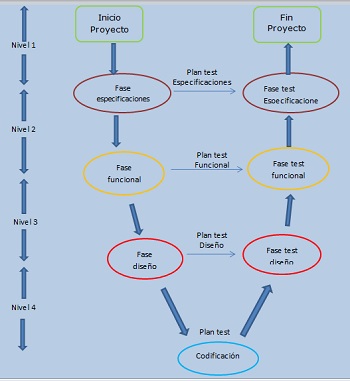 Inicio
Proyecto
Fin
Proyecto
Nivel 1
Plan test
Especificaciones
Fase
especificaciones
Fase test
Esoecificacione
Nivel 2
Plan test
Funcional
Fase
funcional
Fase test
funcional
Nivel 3
Plan test
Diseño
Fase
diseño
Fase test
diseño
Nivel 4
Plan test
Codificación